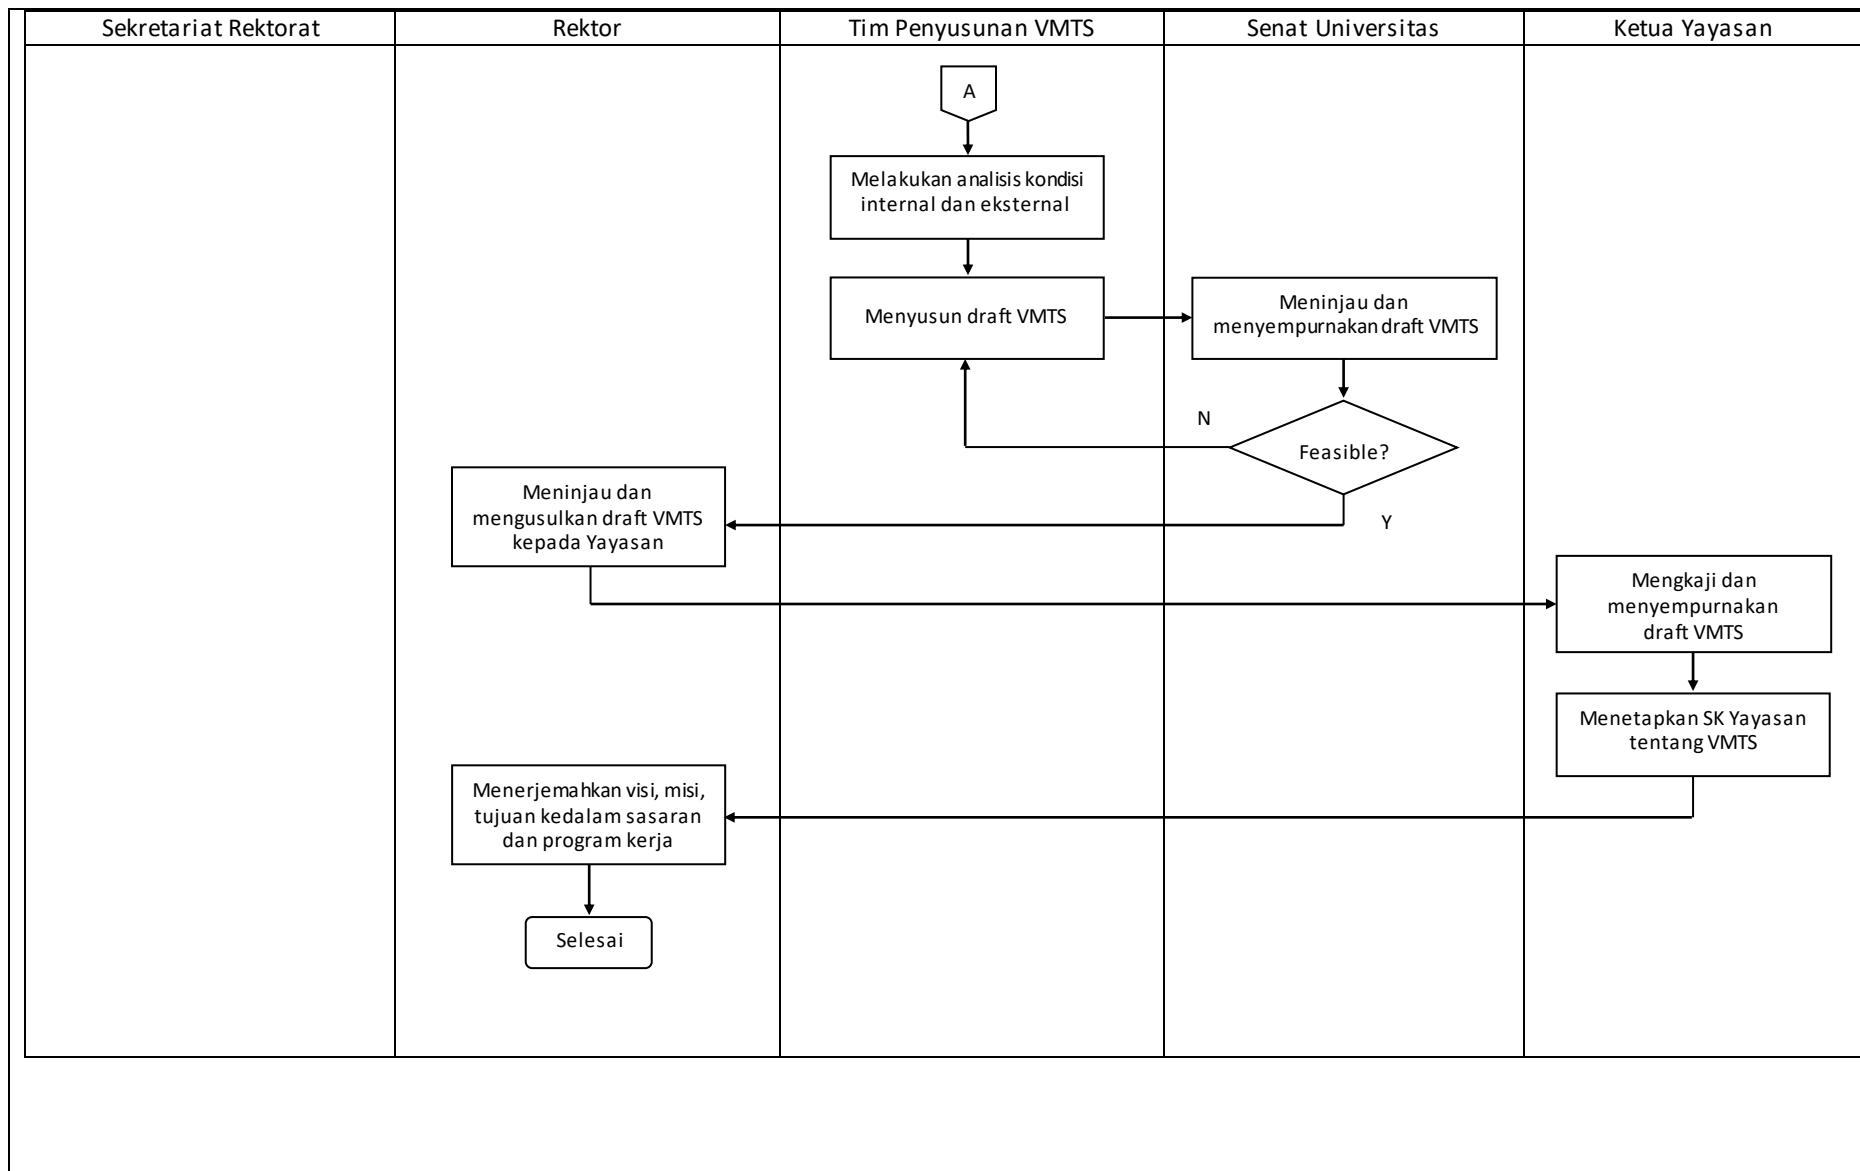 Sekretariat Rektorat
Rektor
Tim Penyusunan VMTS
Senat Universitas
Ketua Yayasan
A
Melakukan analisis kondisi
internal dan eksternal
Menyusun draft VMTS
Meninjau dan
menyempurnakan draft VMTS
N
Feasible?
Y
Meninjau dan
mengusulkan draft VMTS
kepada Yayasan
Mengkaji dan
menyempurnakan
draft VMTS
Menetapkan SK Yayasan
tentang VMTS
Menerjemahkan visi, misi,
tujuan kedalam sasaran
dan program kerja
Selesai